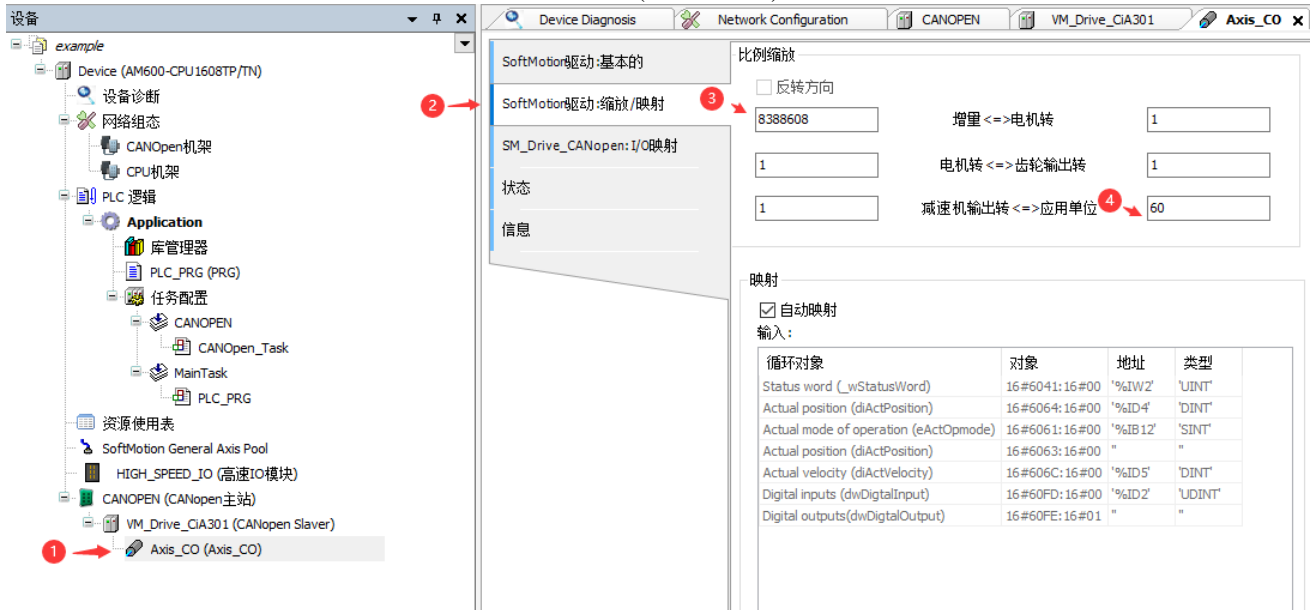 设备
example
Device (AM600-CPU1608TP/TN)
设备诊断
网络组态
CANOpen机架
CPU机架
PLC 逻辑
Application
库管理器
PLC_PRG (PRG)
任务配置
CANOPEN
CANOpen_Task
MainTask
PLC_PRG
资源使用表
SoftMotion General Axis Pool
HIGH_SPEED_IO (高速IO模块)
CANOPEN (CANopen主站)
VM_Drive_CiA301 (CANopen Slaver)
1
Axis_CO (Axis_CO)
Device Diagnosis Network Configuration CANOPEN VM_Drive_CiA301 Axis_CO
SoftMotion驱动:基本的
2
SoftMotion驱动:缩放/映射
SM_Drive_CANopen:I/O映射
状态
信息
比例缩放
反转方向
3
8388608 增量<=>电机转 1
1 电机转<=>齿轮输出转 1
1 减速机输出转<=>应用单位 4 60
映射
自动映射
输入:
循环对象 对象 地址 类型
Status word (_wStatusWord) 16#6041:16#00 '%IW2' 'UINT'
Actual position (diActPosition) 16#6064:16#00 '%ID4' 'DINT'
Actual mode of operation (eActOpmode) 16#6061:16#00 '%IB12' 'SINT'
Actual position (diActPosition) 16#6063:16#00 '' ''
Actual velocity (diActVelocity) 16#606C:16#00 '%ID5' 'DINT'
Digital inputs (dwDigtalInput) 16#60FD:16#00 '%ID2' 'UDINT'
Digital outputs(dwDigtalOutput) 16#60FE:16#01 '' ''